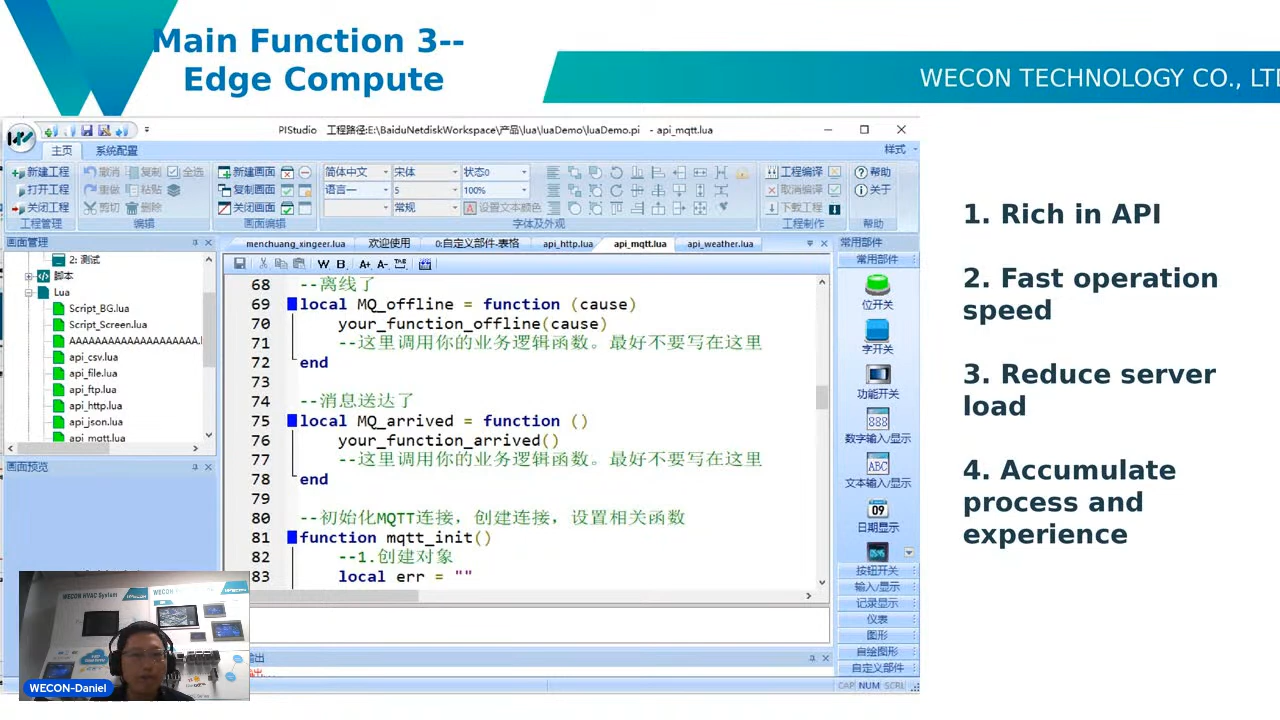 Main Function 3--
Edge Compute
WECON TECHNOLOGY CO., LTD
PIStudio 工程路径:E:\BaiduNetdiskWorkspace\产品\lua\luaDemo\luaDemo.pi - api_mqtt.lua
主页 系统配置 样式
新建工程 撤消 复制 全选 新建画面 简体中文 宋体 状态0 工程编译 帮助
打开工程 重做 粘贴 复制画面 语言一 5 100% 取消编译 关于
关闭工程 剪切 删除 关闭画面 常规 设置文本颜色 下载工程
工程管理 编辑 画面编辑 字体及外观 工程制作 帮助
画面管理
2: 测试
脚本
Lua
Script_BG.lua
Script_Screen.lua
api_csv.lua
api_file.lua
api_ftp.lua
api_http.lua
api_json.lua
api_mqtt.lua
画面预览
menchuang_xingeer.lua 欢迎使用 0:自定义部件-表格 api_http.lua api_mqtt.lua api_weather.lua
W B A+ A-
68 --离线了
69 local MQ_offline = function (cause)
70 your_function_offline(cause)
71 --这里调用你的业务逻辑函数。最好不要写在这里
72 end
73
74 --消息送达了
75 local MQ_arrived = function ()
76 your_function_arrived()
77 --这里调用你的业务逻辑函数。最好不要写在这里
78 end
79
80 --初始化MQTT连接，创建连接，设置相关函数
81 function mqtt_init()
82 --1.创建对象
83 local err = ""
常用部件
常用部件
位开关
字开关
功能开关
数字输入/显示
ABC
文本输入/显示
09
日期显示
按钮开关
输入/显示
记录显示
仪表
图形
自绘图形
自定义部件
CAP NUM SCRL
1. Rich in API
2. Fast operation
speed
3. Reduce server
load
4. Accumulate
process and
experience
WECON HVAC System
WECON-Daniel